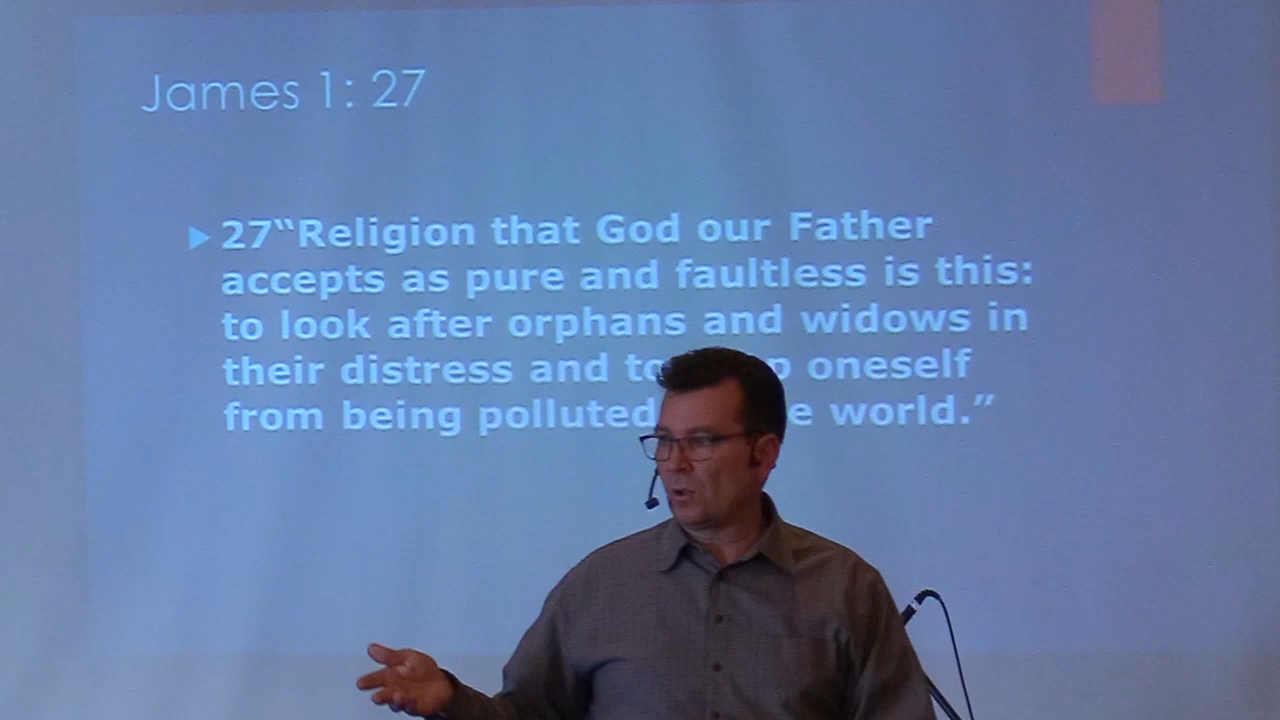 James 1: 27
27“Religion that God our Father
accepts as pure and faultless is this:
to look after orphans and widows in
their distress and to oneself
from being polluted world.”